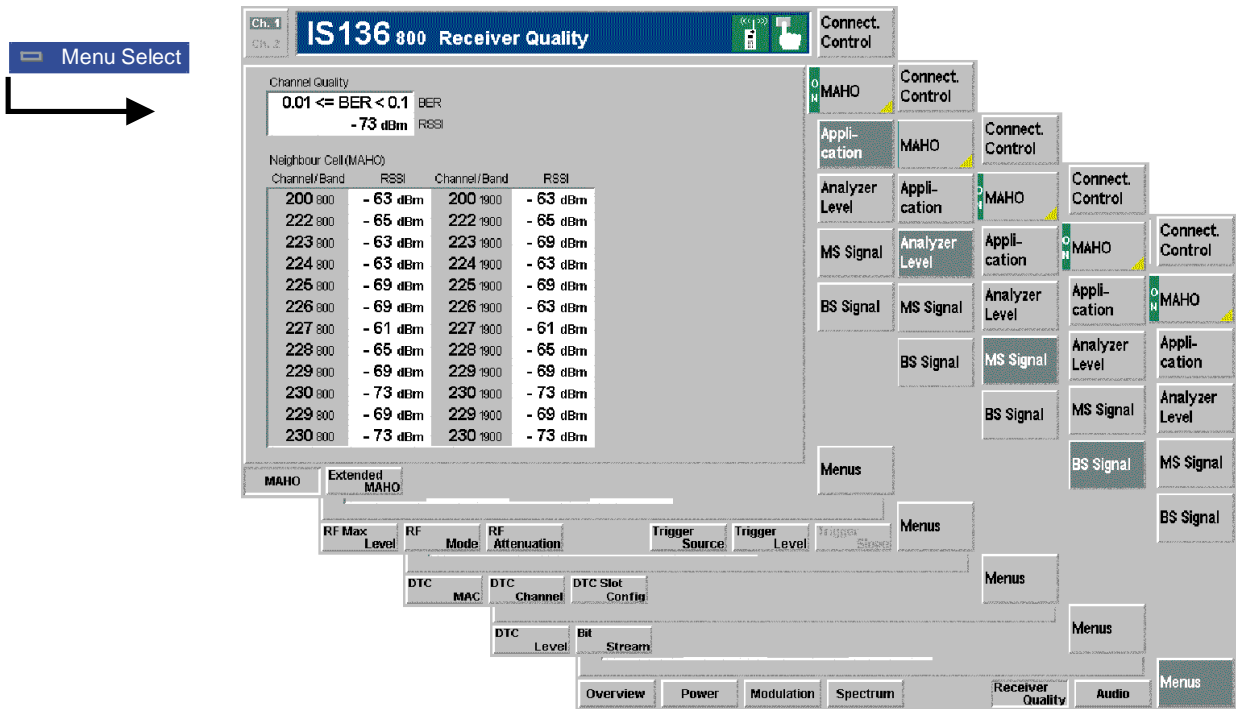 Menu Select
Ch. 1
Ch. 2
IS136 800 Receiver Quality
Connect. Control
Channel Quality
0.01 <= BER < 0.1 BER
- 73 dBm RSSI
Neighbour Cell (MAHO)
Channel/Band RSSI Channel/Band RSSI
200 800 - 63 dBm 200 1900 - 63 dBm
222 800 - 65 dBm 222 1900 - 65 dBm
223 800 - 63 dBm 223 1900 - 69 dBm
224 800 - 63 dBm 224 1900 - 63 dBm
225 800 - 69 dBm 225 1900 - 69 dBm
226 800 - 69 dBm 226 1900 - 63 dBm
227 800 - 61 dBm 227 1900 - 61 dBm
228 800 - 65 dBm 228 1900 - 65 dBm
229 800 - 69 dBm 229 1900 - 69 dBm
230 800 - 73 dBm 230 1900 - 73 dBm
229 800 - 69 dBm 229 1900 - 69 dBm
230 800 - 73 dBm 230 1900 - 73 dBm
MAHO
Extended MAHO
ON MAHO
Appli-
cation
Analyzer
Level
MS Signal
BS Signal
Menus
Connect.
Control
MAHO
Appli-
cation
Analyzer
Level
MS Signal
BS Signal
Menus
RF Max Level
RF Mode
RF Attenuation
Trigger Source
Trigger Level
Trigger Slope
Connect.
Control
ON MAHO
Appli-
cation
Analyzer
Level
MS Signal
BS Signal
Menus
DTC MAC
DTC Channel
DTC Slot Config
Connect.
Control
ON MAHO
Appli-
cation
Analyzer
Level
MS Signal
BS Signal
Menus
DTC Level
Bit Stream
Connect.
Control
ON MAHO
Appli-
cation
Analyzer
Level
MS Signal
BS Signal
Menus
Overview
Power
Modulation
Spectrum
Receiver Quality
Audio